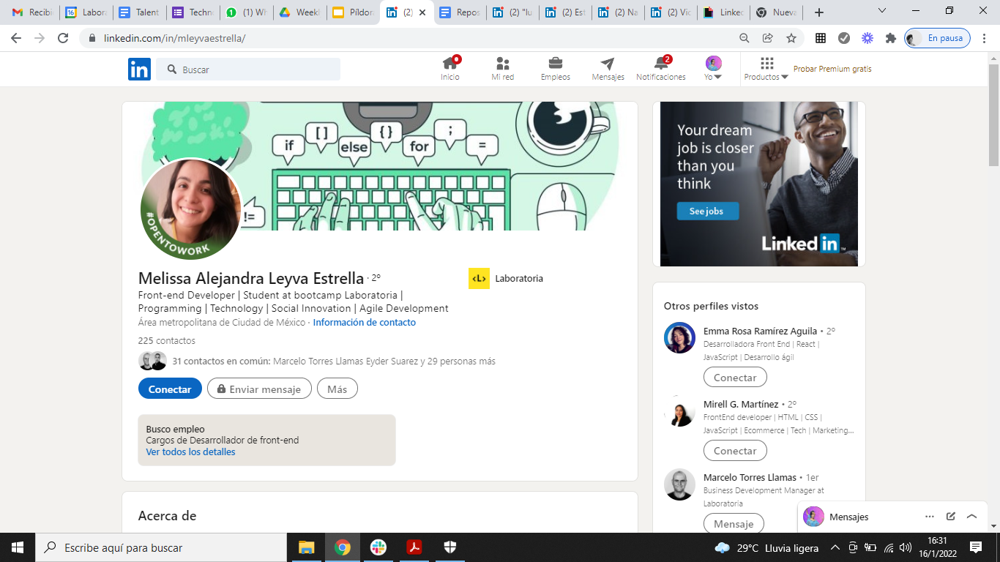 Recibi
16
Labora
Talent
Techn
(1) Wh
Weekl
Píldora
(2)
Repos
(2) "lu
(2) Est
(2) Na
(2) Vic
Linked
Nueva
linkedin.com/in/mleyvaestrella/
En pausa
in
Buscar
Inicio
Mi red
Empleos
Mensajes
2
Notificaciones
Yo
Productos
Probar Premium gratis
if
[ ]
else
{ }
for
;
=
!=
#OPENTOWORK
Melissa Alejandra Leyva Estrella · 2º
Front-end Developer | Student at bootcamp Laboratoria |
Programming | Technology | Social Innovation | Agile Development
Área metropolitana de Ciudad de México · Información de contacto
225 contactos
31 contactos en común: Marcelo Torres Llamas Eyder Suarez y 29 personas más
Conectar
Enviar mensaje
Más
<L> Laboratoria
Busco empleo
Cargos de Desarrollador de front-end
Ver todos los detalles
Acerca de
Your dream
job is closer
than you
think
See jobs
Linked in
Otros perfiles vistos
Emma Rosa Ramírez Aguila • 2º
Desarrolladora Front End | React |
JavaScript | Desarrollo ágil
Conectar
Mirell G. Martínez • 2º
FrontEnd developer | HTML | CSS |
JavaScript | Ecommerce | Tech | Marketing...
Conectar
Marcelo Torres Llamas • 1er
Business Development Manager at
Laboratoria
Mensaje
Mensajes
Escribe aquí para buscar
29°C Lluvia ligera
16:31
16/1/2022